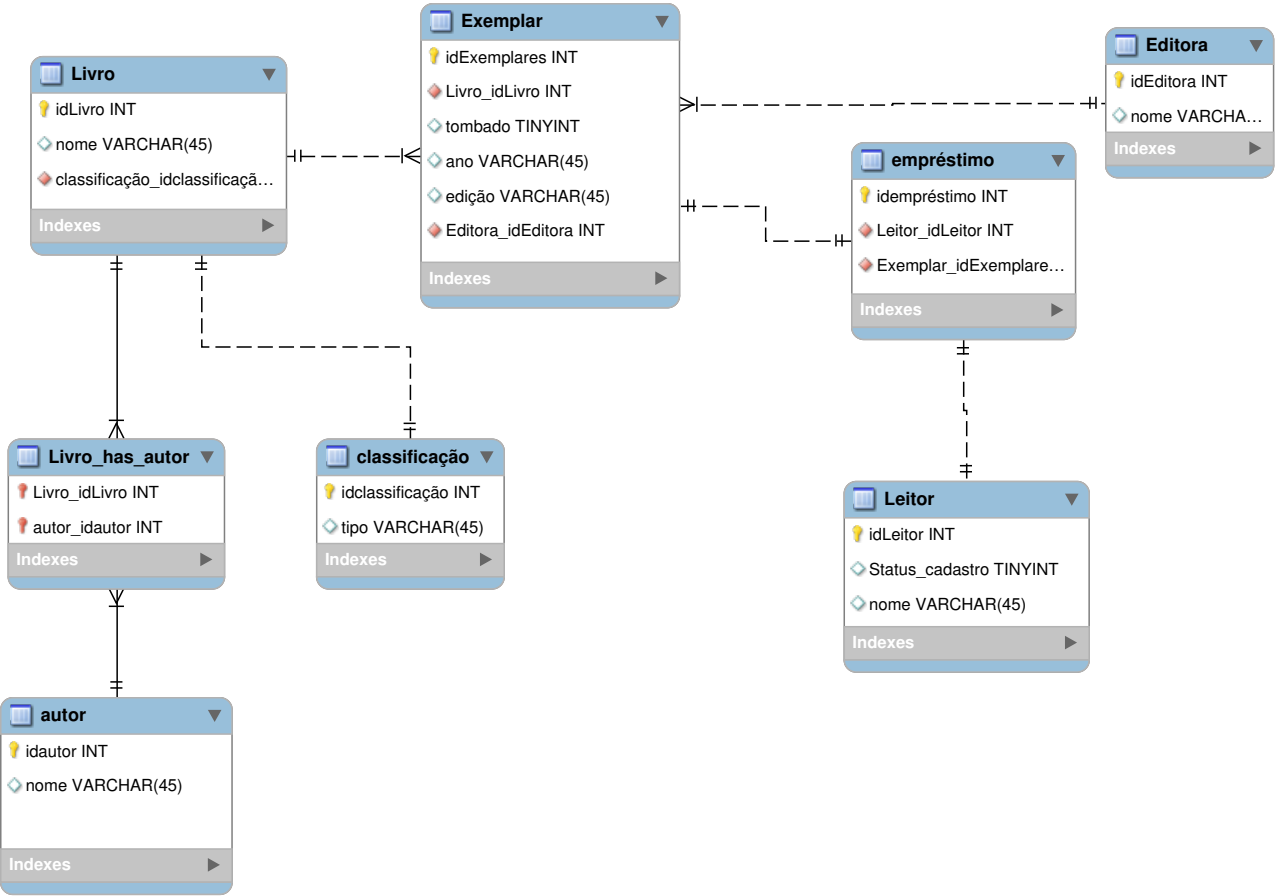 Livro
idLivro INT
nome VARCHAR(45)
classificação_idclassificaçã...
Indexes
Exemplar
idExemplares INT
Livro_idLivro INT
tombado TINYINT
ano VARCHAR(45)
edição VARCHAR(45)
Editora_idEditora INT
Indexes
Editora
idEditora INT
nome VARCHA...
Indexes
empréstimo
idempréstimo INT
Leitor_idLeitor INT
Exemplar_idExemplare...
Indexes
Livro_has_autor
Livro_idLivro INT
autor_idautor INT
Indexes
classificação
idclassificação INT
tipo VARCHAR(45)
Indexes
Leitor
idLeitor INT
Status_cadastro TINYINT
nome VARCHAR(45)
Indexes
autor
idautor INT
nome VARCHAR(45)
Indexes